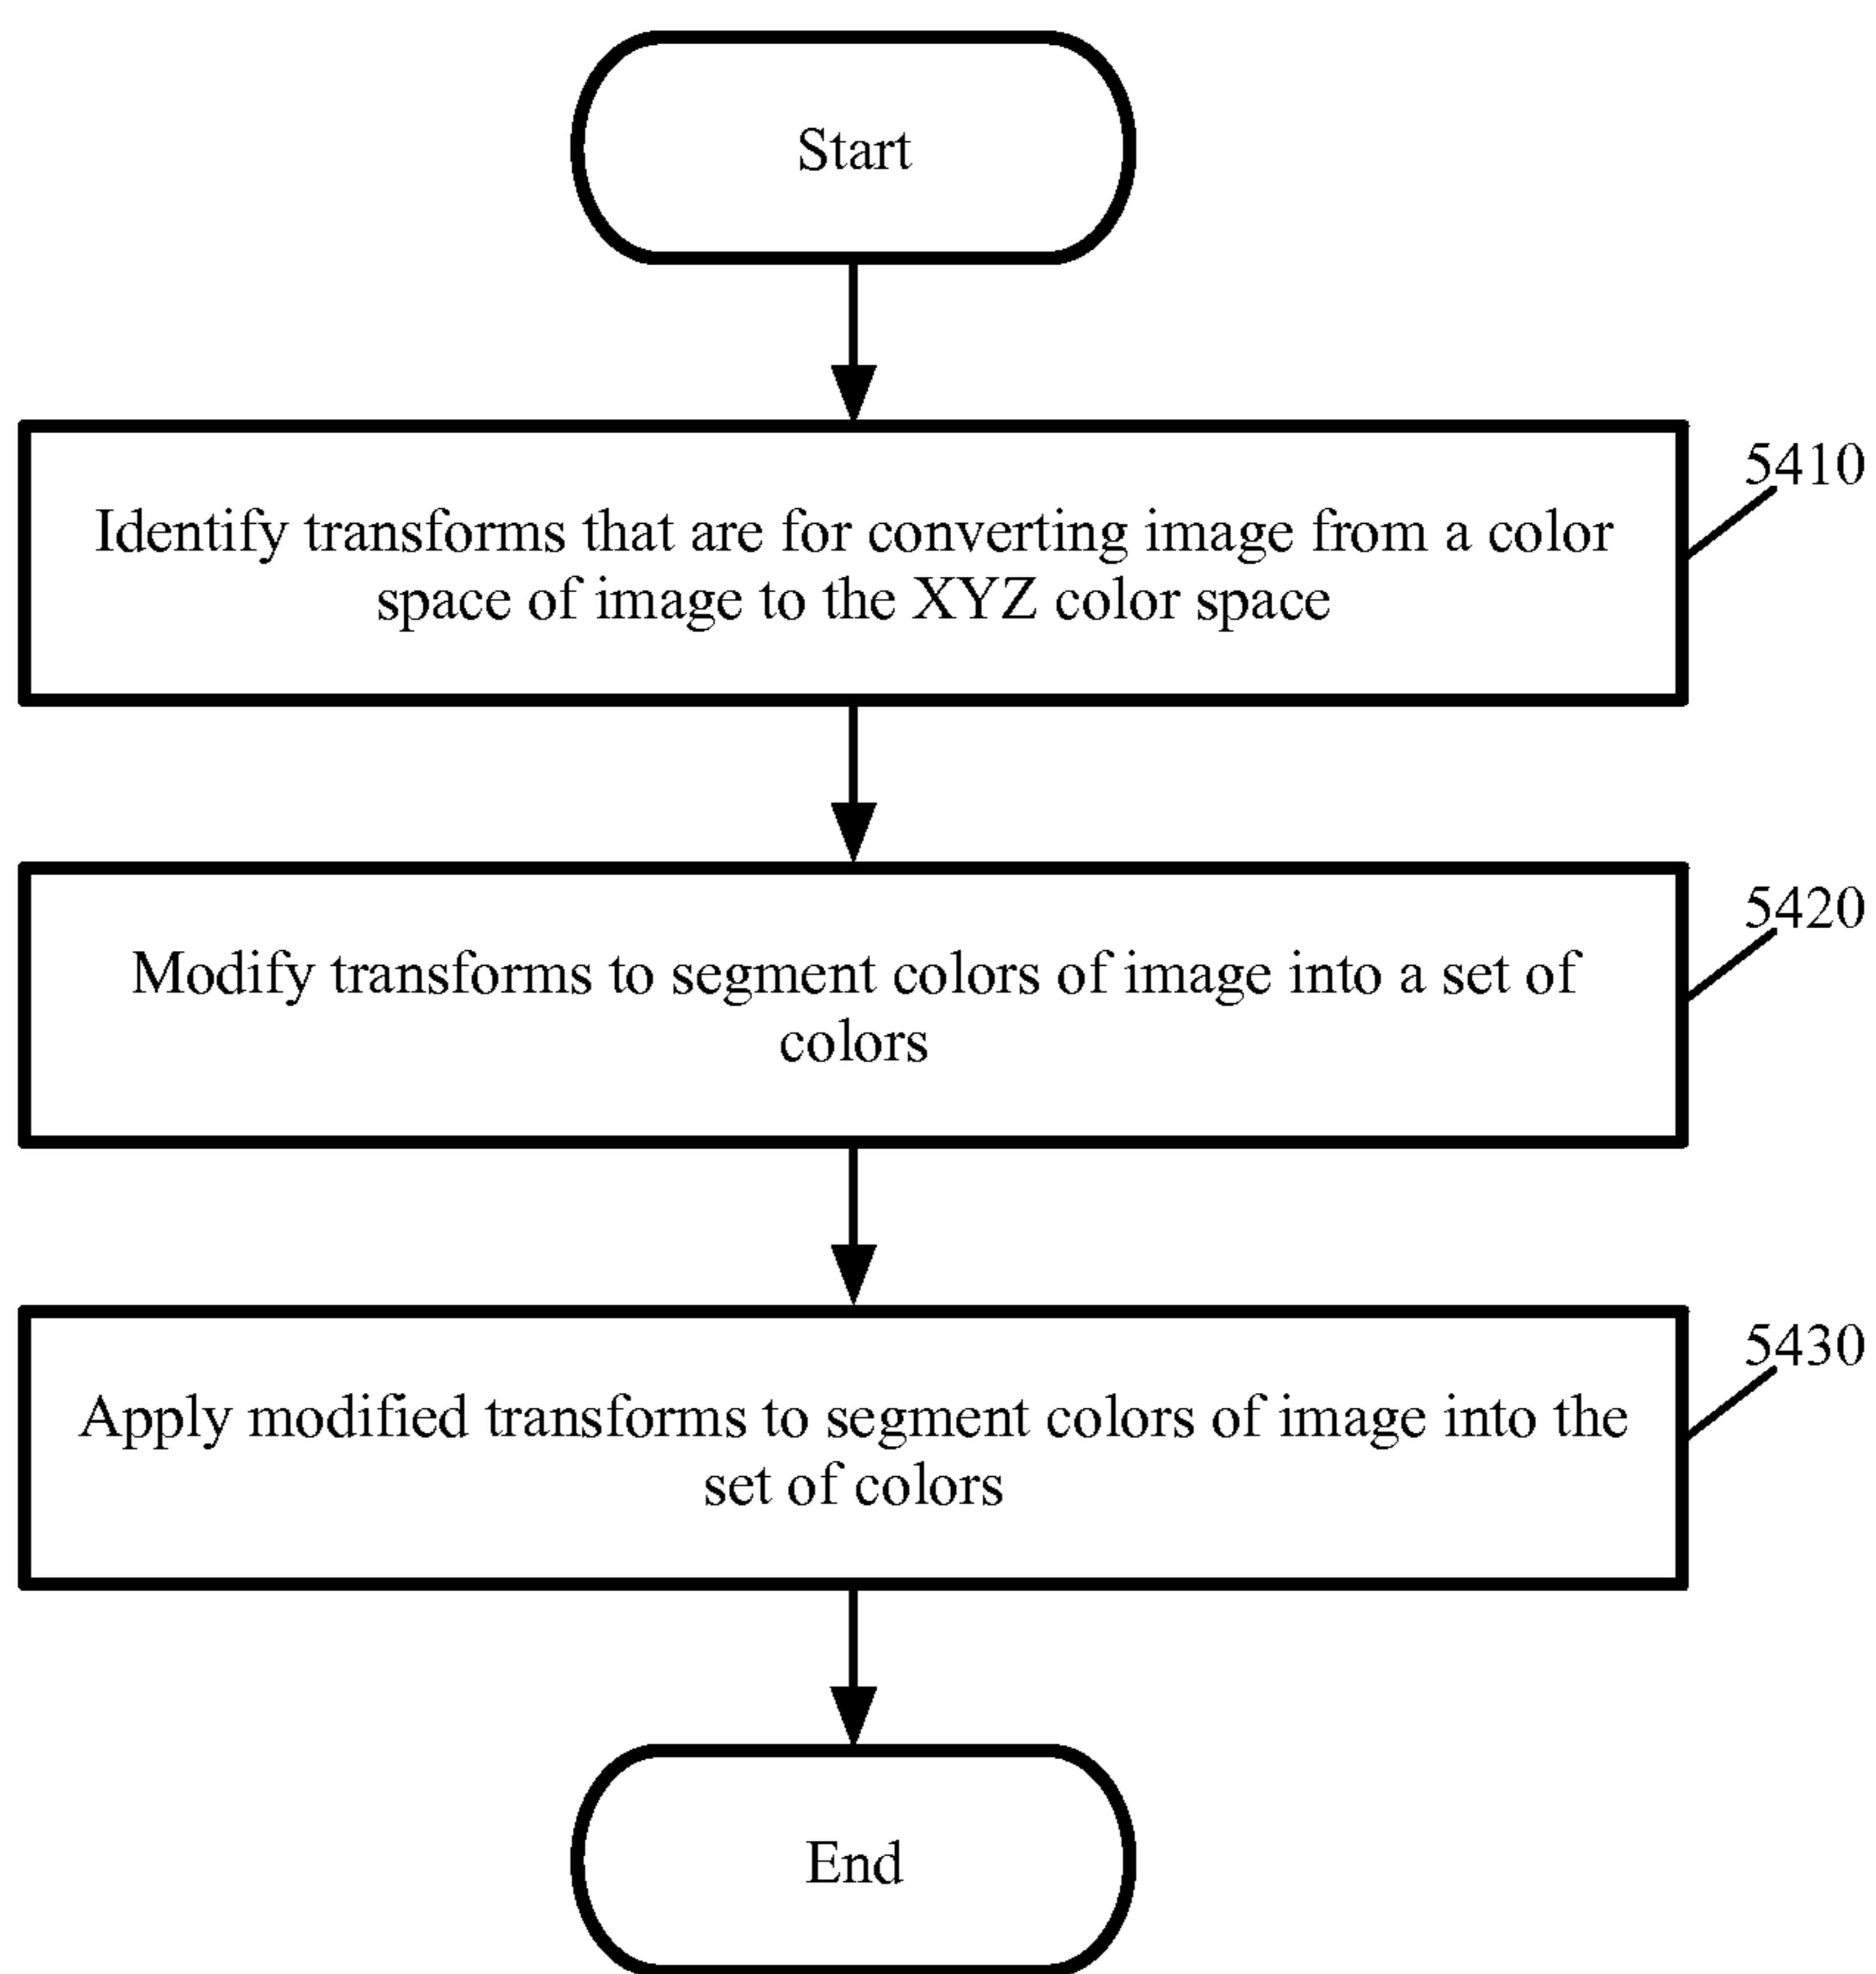 Start
5410
Identify transforms that are for converting image from a color
space of image to the XYZ color space
5420
Modify transforms to segment colors of image into a set of
colors
5430
Apply modified transforms to segment colors of image into the
set of colors
End